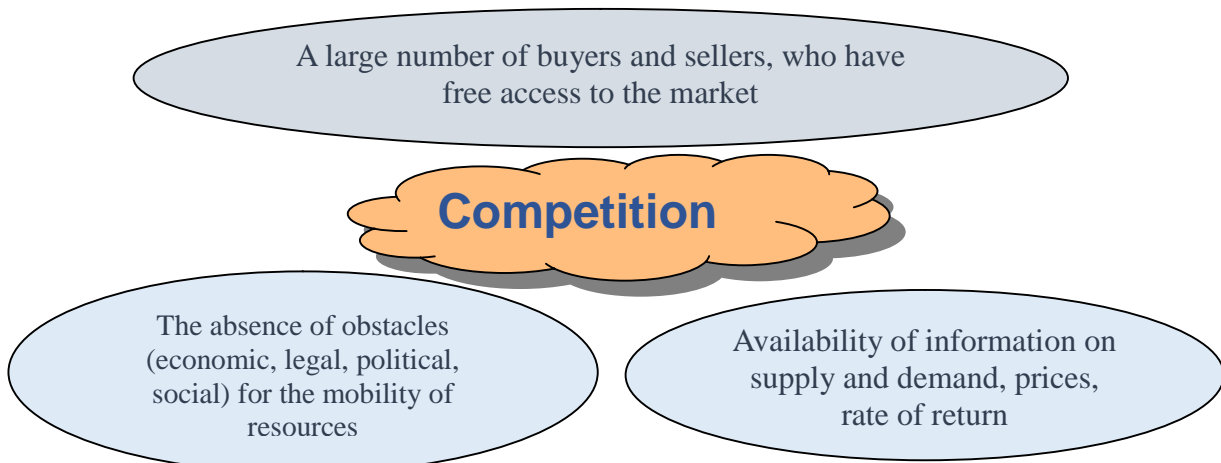 A large number of buyers and sellers, who have
free access to the market
Competition
The absence of obstacles
(economic, legal, political,
social) for the mobility of
resources
Availability of information on
supply and demand, prices,
rate of return